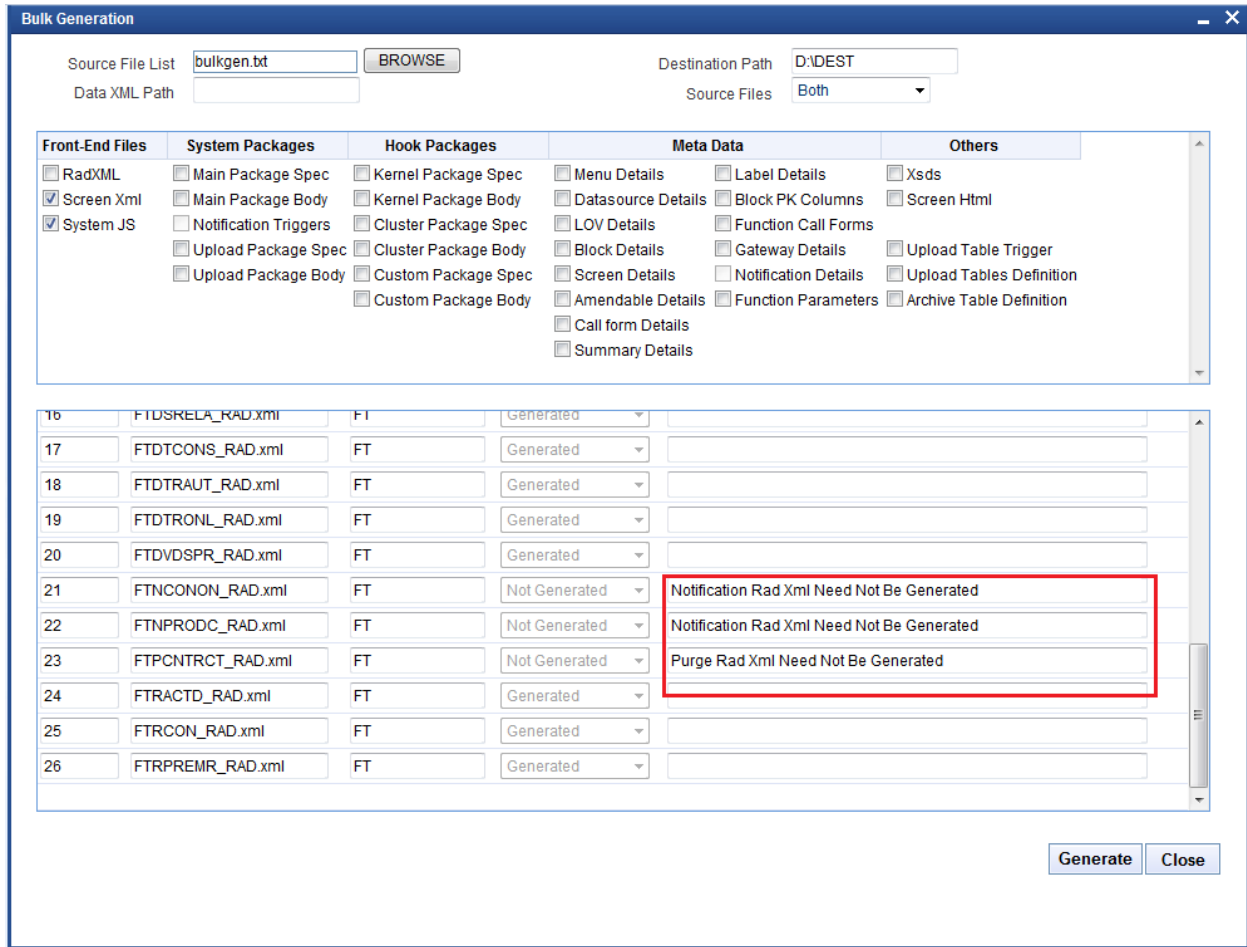 Bulk Generation
Source File List bulkgen.txt BROWSE Destination Path D:\DEST
Data XML Path Source Files Both
Front-End Files System Packages Hook Packages Meta Data Others
RadXML Main Package Spec Kernel Package Spec Menu Details Label Details Xsds
Screen Xml Main Package Body Kernel Package Body Datasource Details Block PK Columns Screen Html
System JS Notification Triggers Cluster Package Spec LOV Details Function Call Forms
Upload Package Spec Cluster Package Body Block Details Gateway Details Upload Table Trigger
Upload Package Body Custom Package Spec Screen Details Notification Details Upload Tables Definition
Custom Package Body Amendable Details Function Parameters Archive Table Definition
Call form Details
Summary Details
16 FTDSRELA_RAD.xml FT Generated
17 FTDTCONS_RAD.xml FT Generated
18 FTDTRAUT_RAD.xml FT Generated
19 FTDTRONL_RAD.xml FT Generated
20 FTDVDSPR_RAD.xml FT Generated
21 FTNCONON_RAD.xml FT Not Generated Notification Rad Xml Need Not Be Generated
22 FTNPRODC_RAD.xml FT Not Generated Notification Rad Xml Need Not Be Generated
23 FTPCNTRCT_RAD.xml FT Not Generated Purge Rad Xml Need Not Be Generated
24 FTRACTD_RAD.xml FT Generated
25 FTRCON_RAD.xml FT Generated
26 FTRPREMR_RAD.xml FT Generated
Generate Close